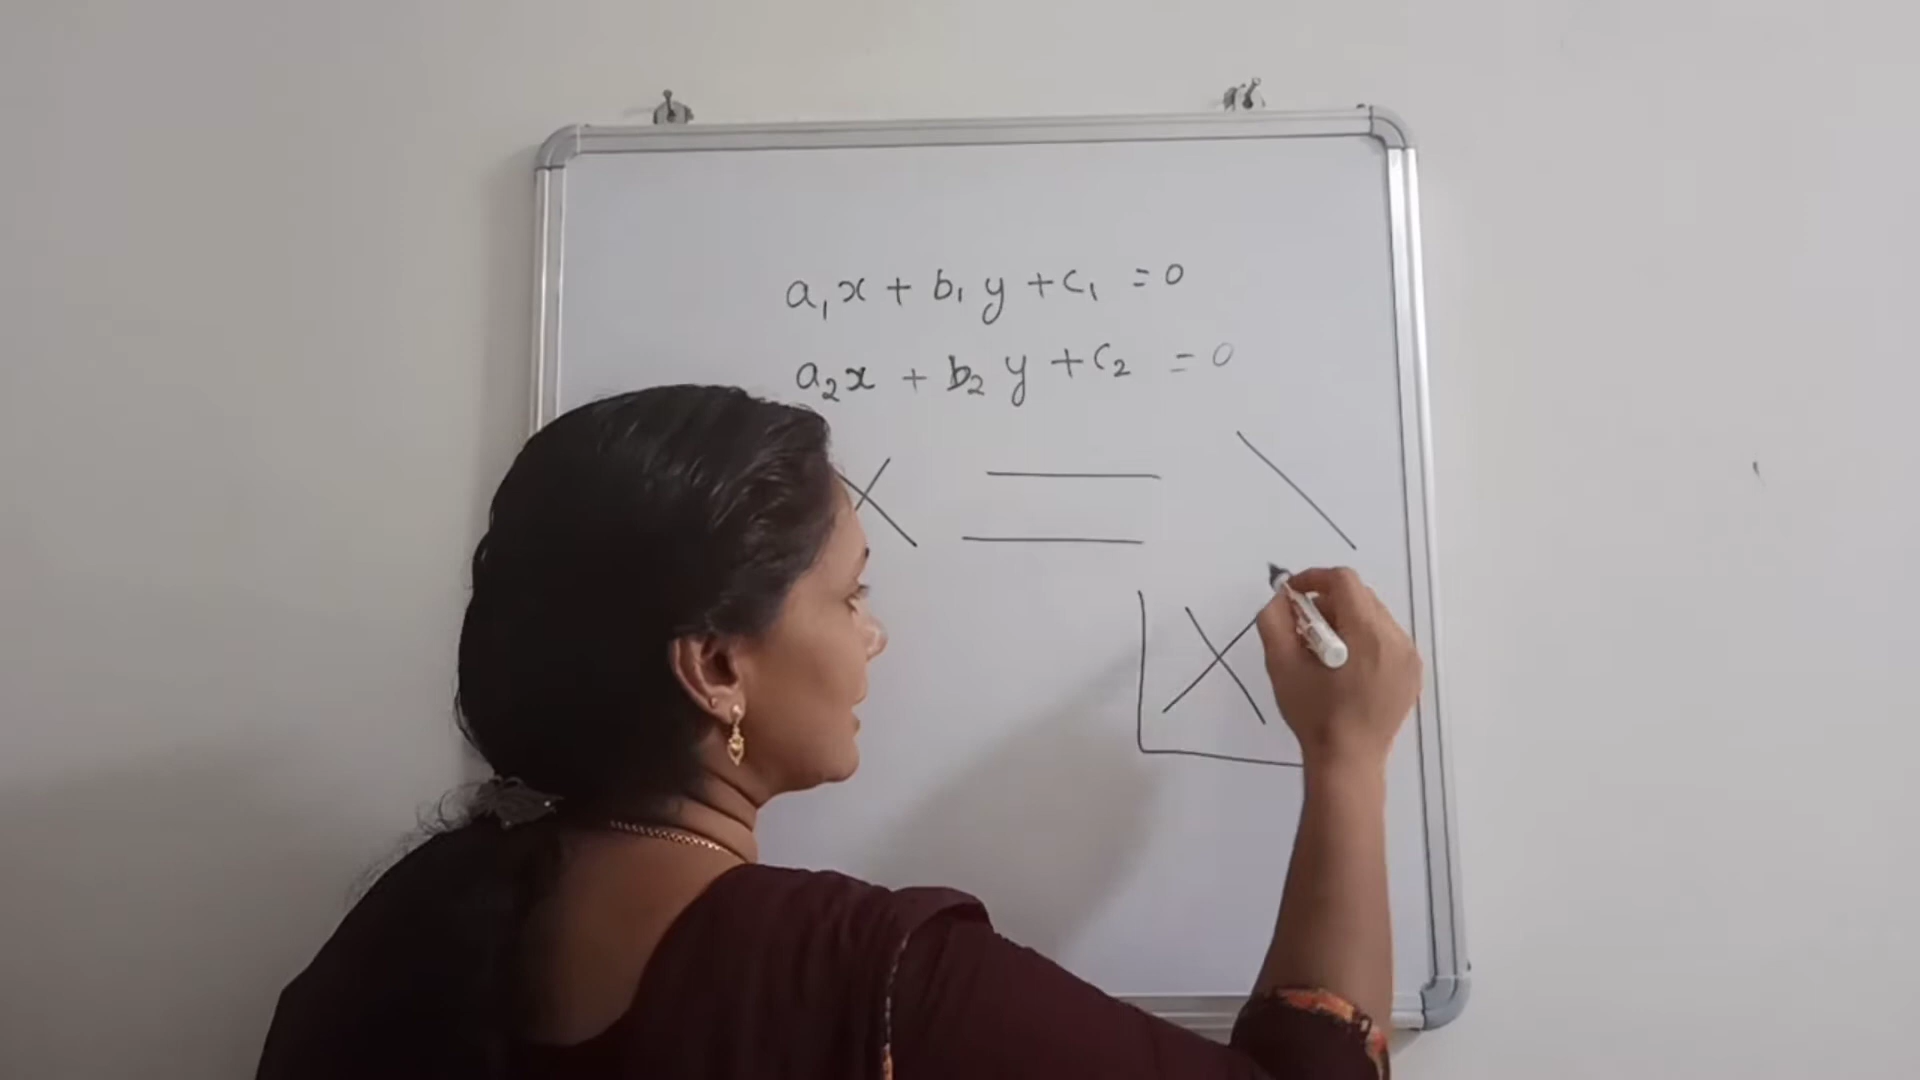 a₁x + b₁y + c₁ = 0
a₂x + b₂y + c₂ = 0